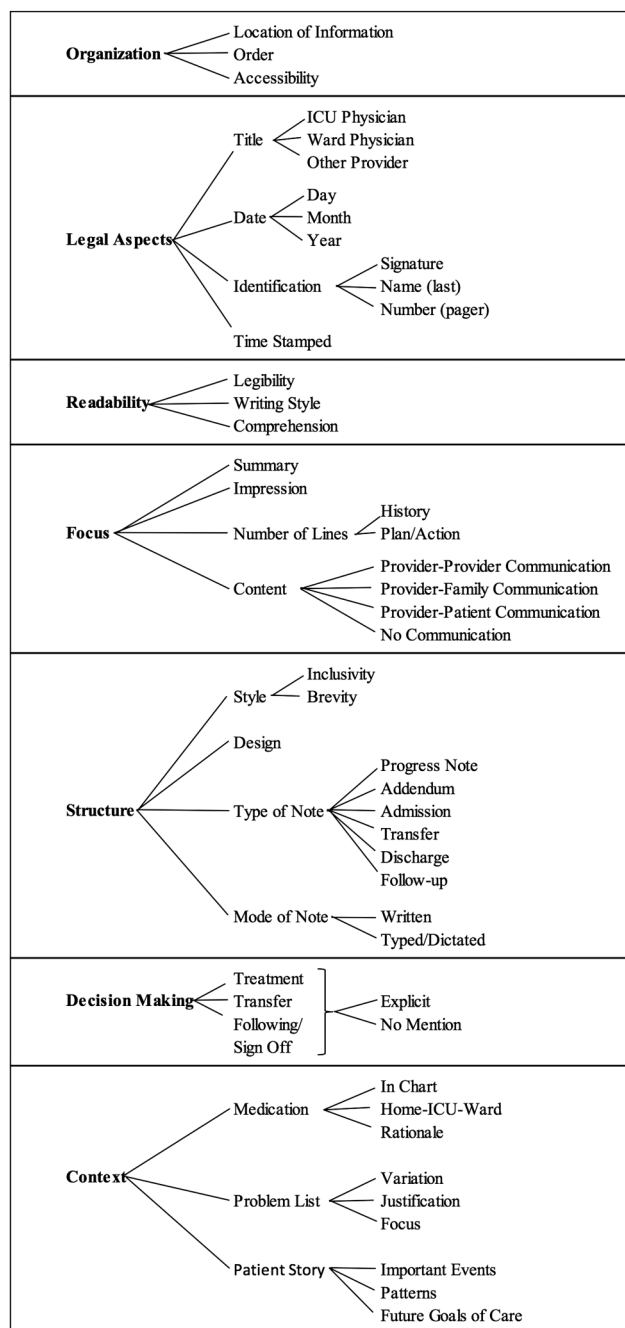 Organization
Location of Information
Order
Accessibility
Legal Aspects
Title
ICU Physician
Ward Physician
Other Provider
Date
Day
Month
Year
Identification
Signature
Name (last)
Number (pager)
Time Stamped
Readability
Legibility
Writing Style
Comprehension
Focus
Summary
Impression
Number of Lines
History
Plan/Action
Content
Provider-Provider Communication
Provider-Family Communication
Provider-Patient Communication
No Communication
Structure
Style
Inclusivity
Brevity
Design
Type of Note
Progress Note
Addendum
Admission
Transfer
Discharge
Follow-up
Mode of Note
Written
Typed/Dictated
Decision Making
Treatment
Transfer
Following/
Sign Off
Explicit
No Mention
Context
Medication
In Chart
Home-ICU-Ward
Rationale
Problem List
Variation
Justification
Focus
Patient Story
Important Events
Patterns
Future Goals of Care